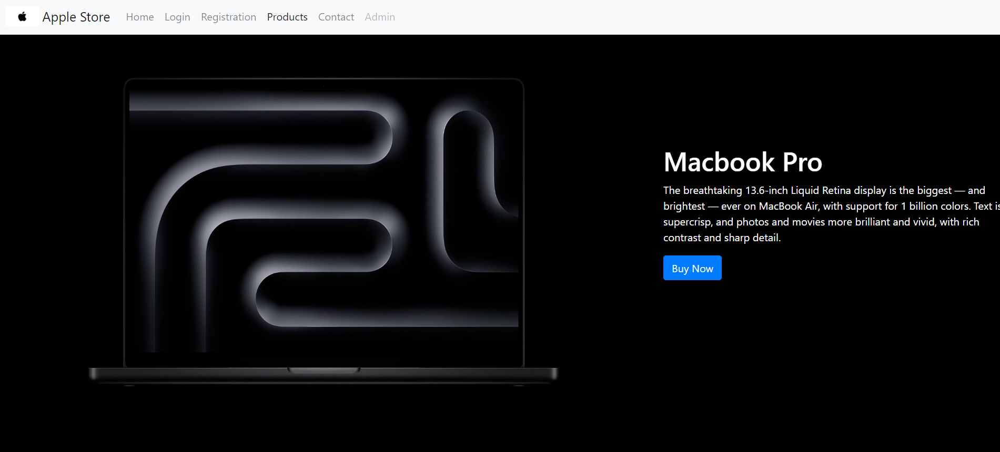 Apple Store Home Login Registration Products Contact Admin
Macbook Pro
The breathtaking 13.6-inch Liquid Retina display is the biggest — and
brightest — ever on MacBook Air, with support for 1 billion colors. Text is
supercrisp, and photos and movies more brilliant and vivid, with rich
contrast and sharp detail.
Buy Now